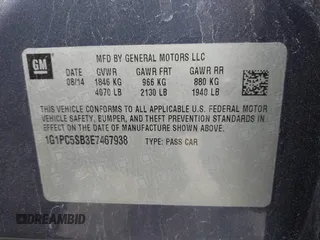 GM
MFD BY GENERAL MOTORS LLC
DATE GVWR GAWR FRT GAWR RR
08/14 1846 KG 966 KG 880 KG
4070 LB 2130 LB 1940 LB
THIS VEHICLE CONFORMS TO ALL APPLICABLE U.S. FEDERAL MOTOR
VEHICLE SAFETY, BUMPER, AND THEFT PREVENTION STANDARDS
IN EFFECT ON THE DATE OF MANUFACTURE SHOWN ABOVE.
1G1PC5SB3E7467938 TYPE: PASS CAR
DREAMBID